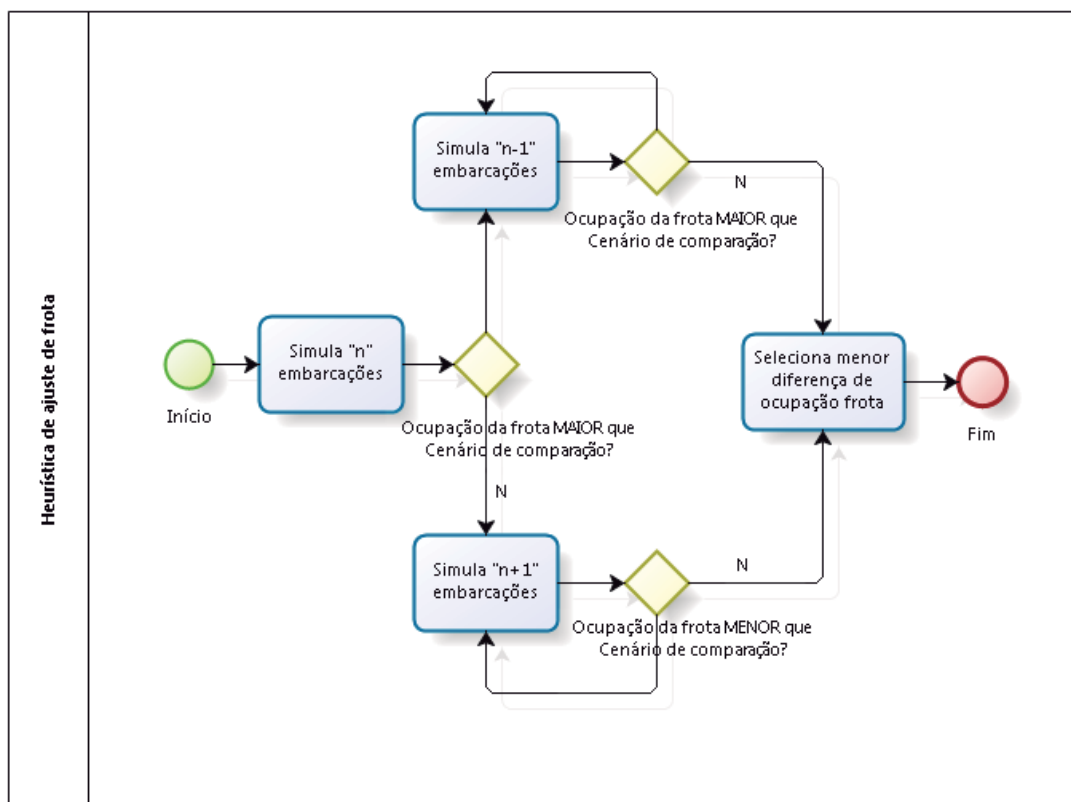 Heurística de ajuste de frota
Início
Simula "n"
embarcações
Ocupação da frota MAIOR que
Cenário de comparação?
Simula "n-1"
embarcações
N
Ocupação da frota MAIOR que
Cenário de comparação?
N
Simula "n+1"
embarcações
N
Ocupação da frota MENOR que
Cenário de comparação?
Seleciona menor
diferença de
ocupação frota
Fim